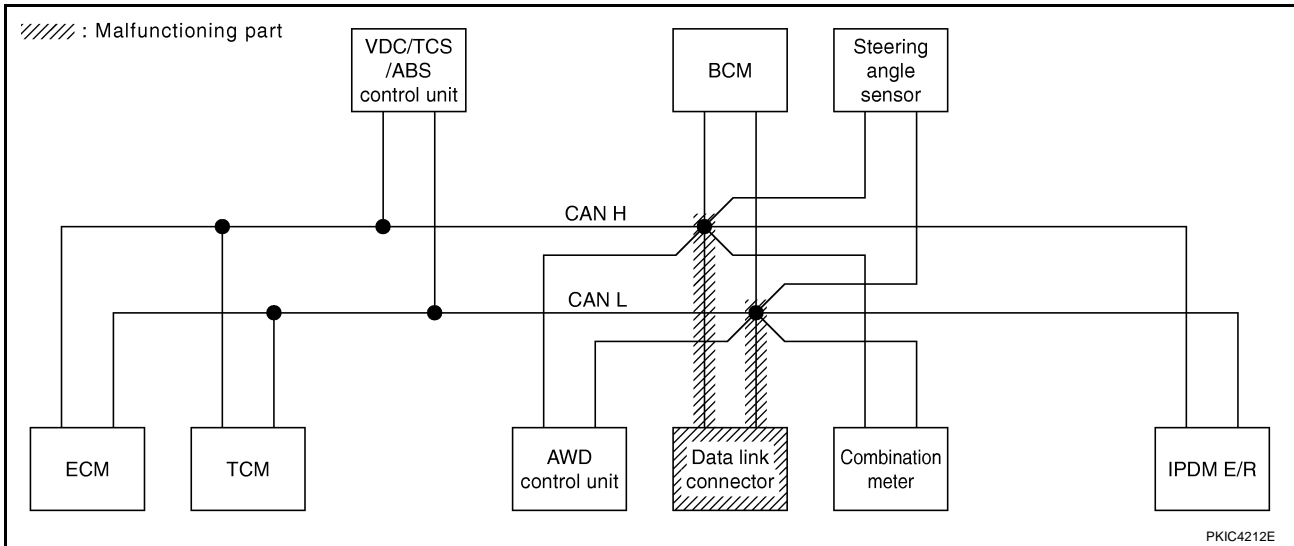 : Malfunctioning part
VDC/TCS
/ABS
control unit
BCM
Steering
angle
sensor
CAN H
CAN L
ECM
TCM
AWD
control unit
Data link
connector
Combination
meter
IPDM E/R
PKIC4212E